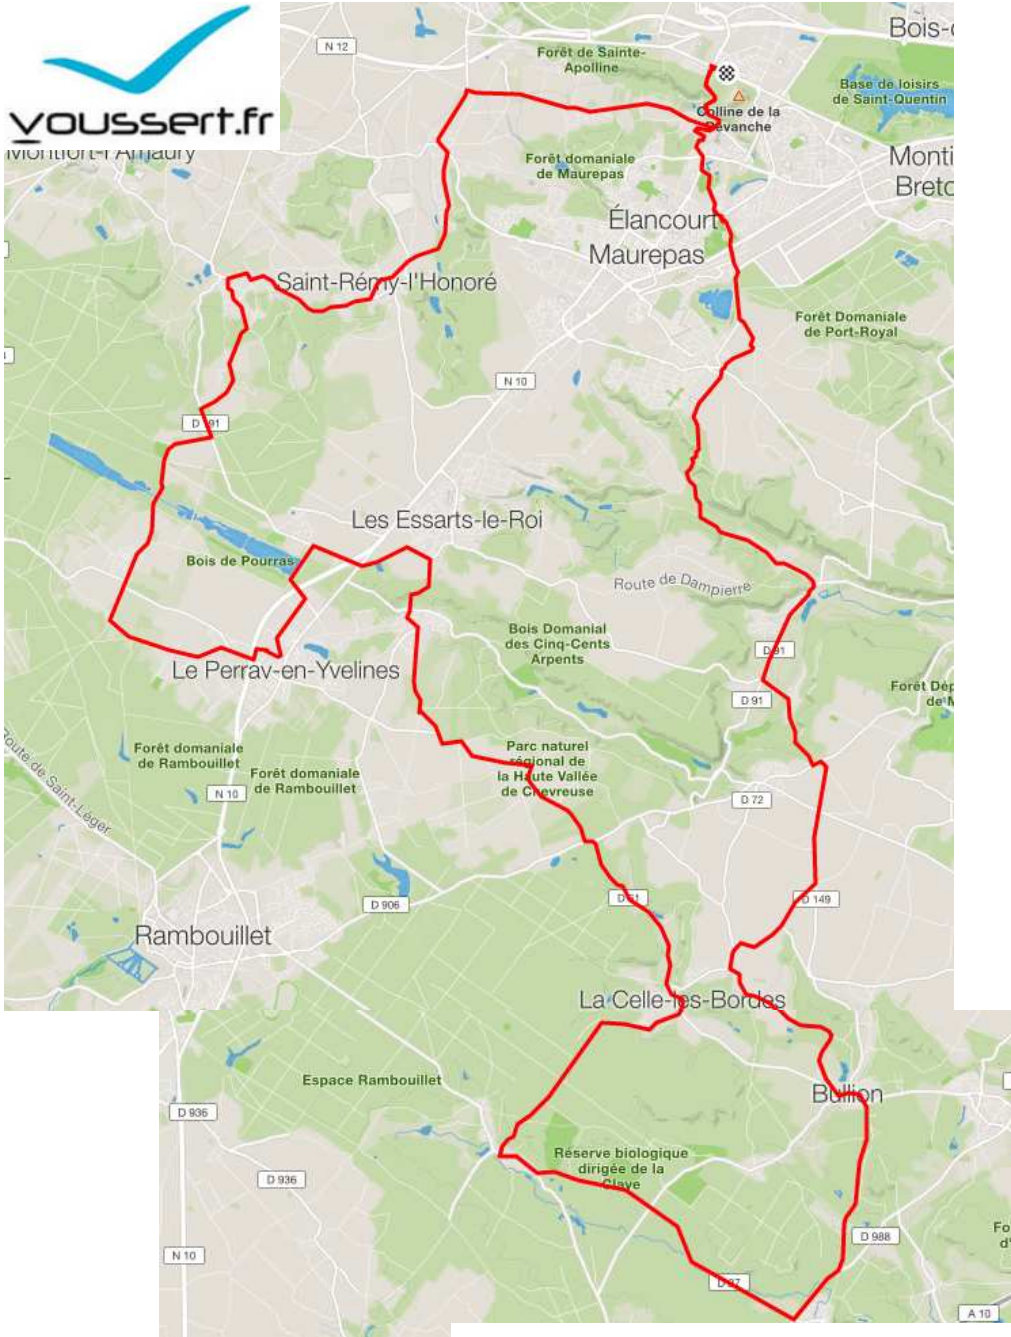 voussert.fr
N 12
Forêt de Sainte-
Apolline
Bois-
Base de loisirs
de Saint-Quentin
Colline de la
Revanche
Montfort-l'Amaury
Forêt domaniale
de Maurepas
Monti
Breto
Élancourt
Maurepas
Saint-Rémy-l'Honoré
Forêt Domaniale
de Port-Royal
N 10
D 191
Les Essarts-le-Roi
Bois de Pourras
Route de Dampierre
Bois Domanial
des Cinq-Cents
Arpents
D 91
Le Perray-en-Yvelines
Forêt Dép
D 91
Forêt domaniale
de Rambouillet
Parc naturel
régional de
la Haute Vallée
de Chevreuse
Forêt domaniale
de Rambouillet
Route de Saint-Léger
N 10
D 72
D 906
D 61
D 149
Rambouillet
La Celle-les-Bordes
Espace Rambouillet
Bullion
D 936
Réserve biologique
dirigée de la
Claye
D 936
D 988
Fo
N 10
D 27
A 10